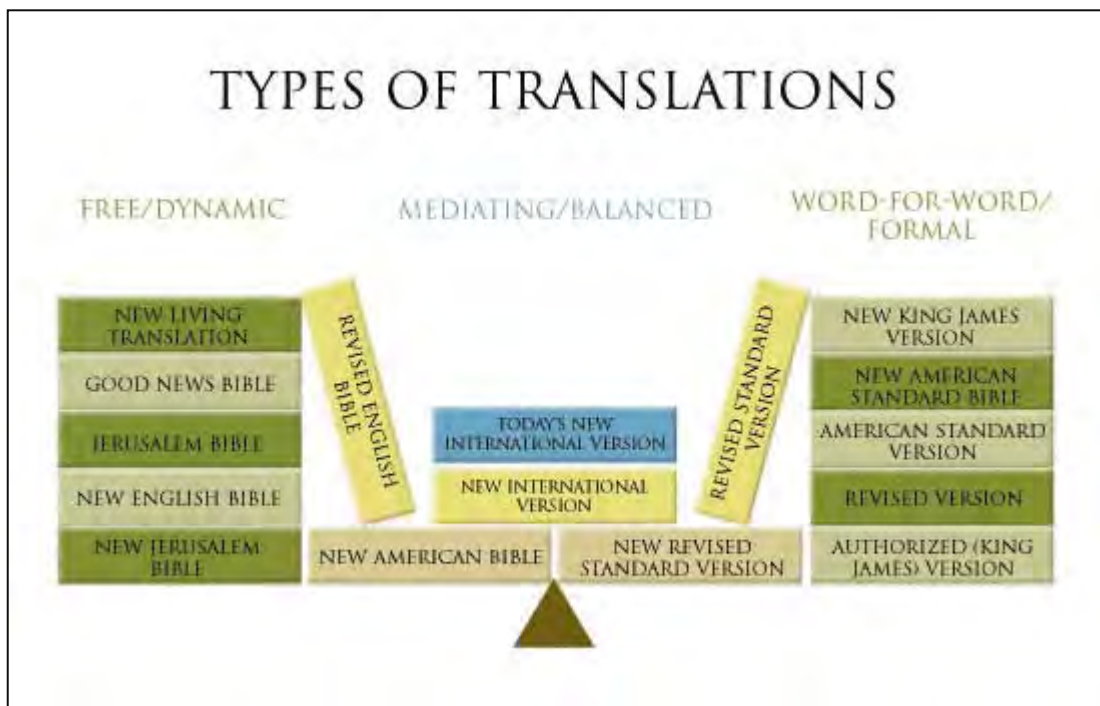 TYPES OF TRANSLATIONS
FREE/DYNAMIC
MEDIATING/BALANCED
WORD-FOR-WORD/
FORMAL
NEW LIVING
TRANSLATION
GOOD NEWS BIBLE
JERUSALEM BIBLE
NEW ENGLISH BIBLE
NEW JERUSALEM
BIBLE
REVISED ENGLISH
BIBLE
TODAY'S NEW
INTERNATIONAL VERSION
NEW INTERNATIONAL
VERSION
NEW AMERICAN BIBLE
NEW REVISED
STANDARD VERSION
REVISED STANDARD
VERSION
NEW KING JAMES
VERSION
NEW AMERICAN
STANDARD BIBLE
AMERICAN STANDARD
VERSION
REVISED VERSION
AUTHORIZED (KING
JAMES) VERSION